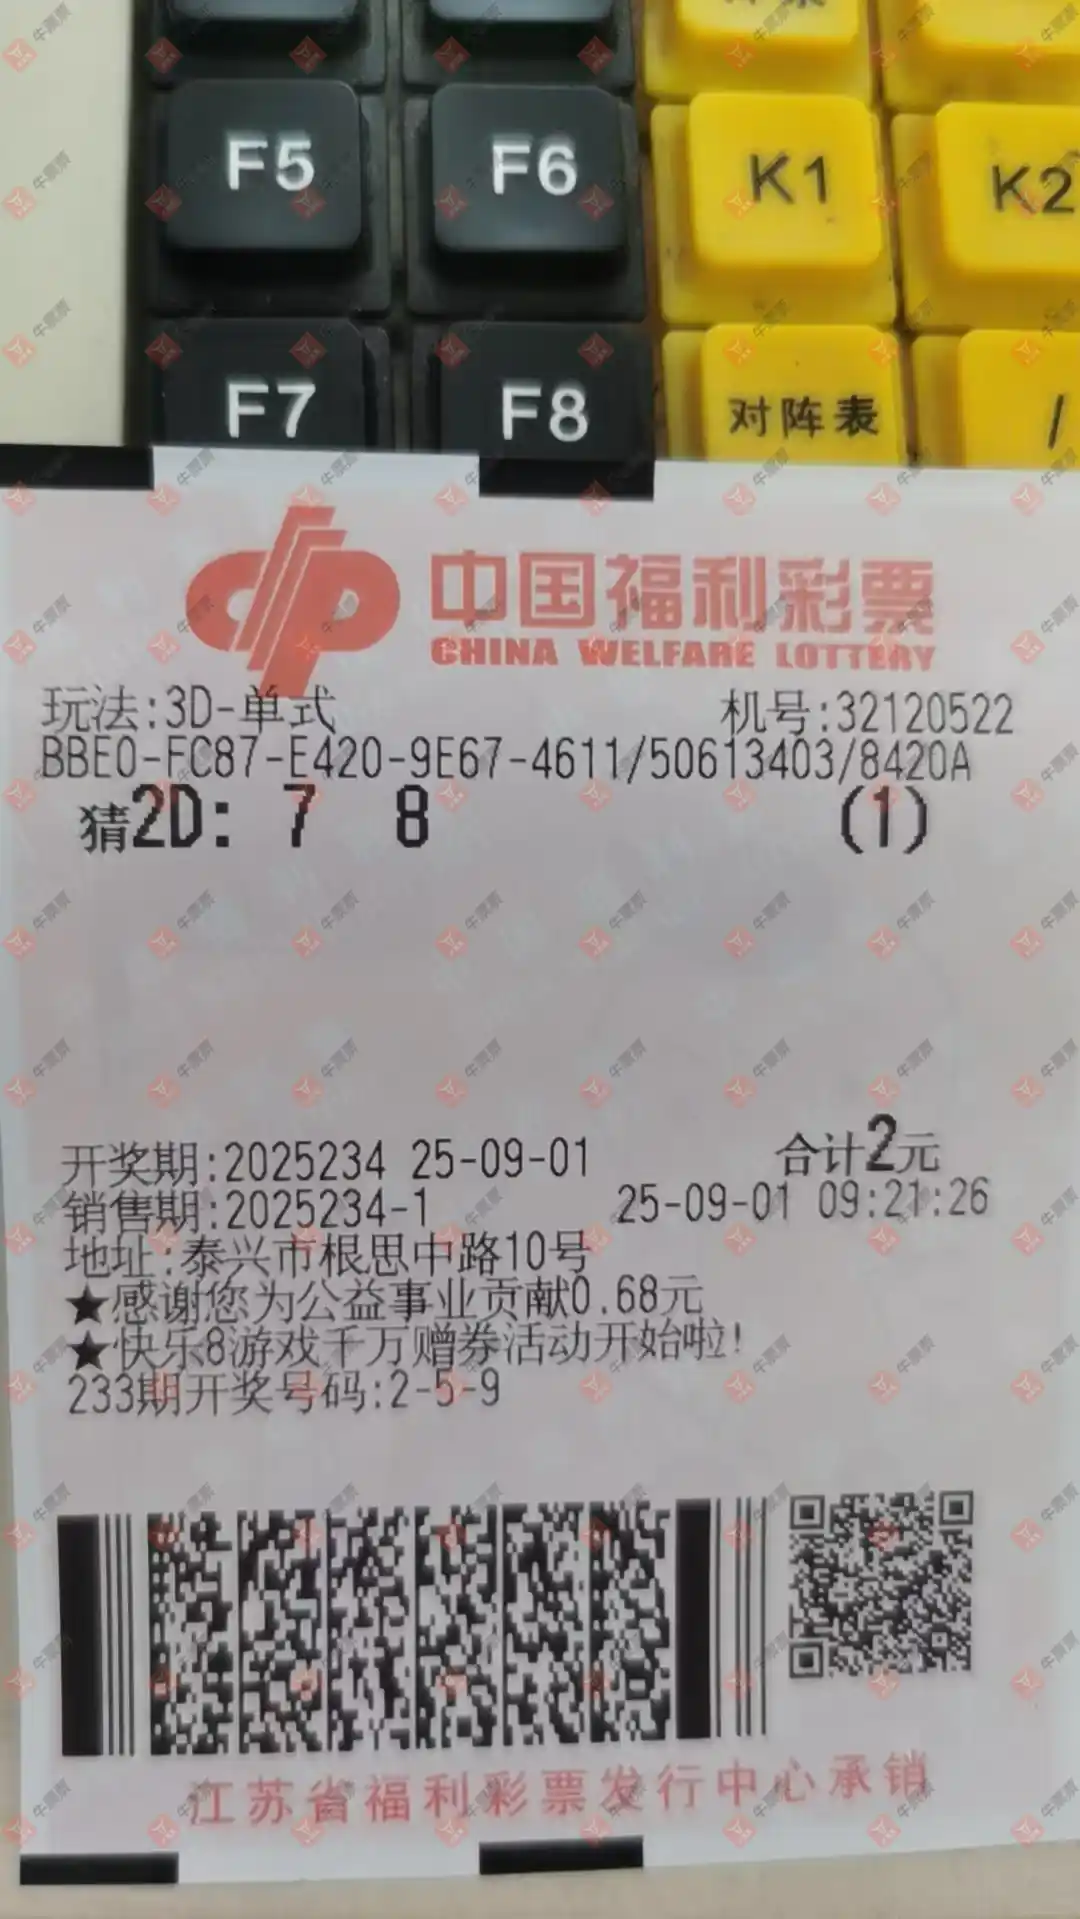 F5 F6 K1 K2
F7 F8 对阵表 /
中国福利彩票
CHINA WELFARE LOTTERY
玩法:3D-单式 机号:32120522
BBE0-FC87-E420-9E67-4611/50613403/8420A
猜2D: 7 8 (1)
开奖期:2025234 25-09-01 合计2元
销售期:2025234-1 25-09-01 09:21:26
地址:泰兴市根思中路10号
★感谢您为公益事业贡献0.68元
★快乐8游戏千万赠券活动开始啦!
233期开奖号码:2-5-9
江苏省福利彩票发行中心承销
牛票票